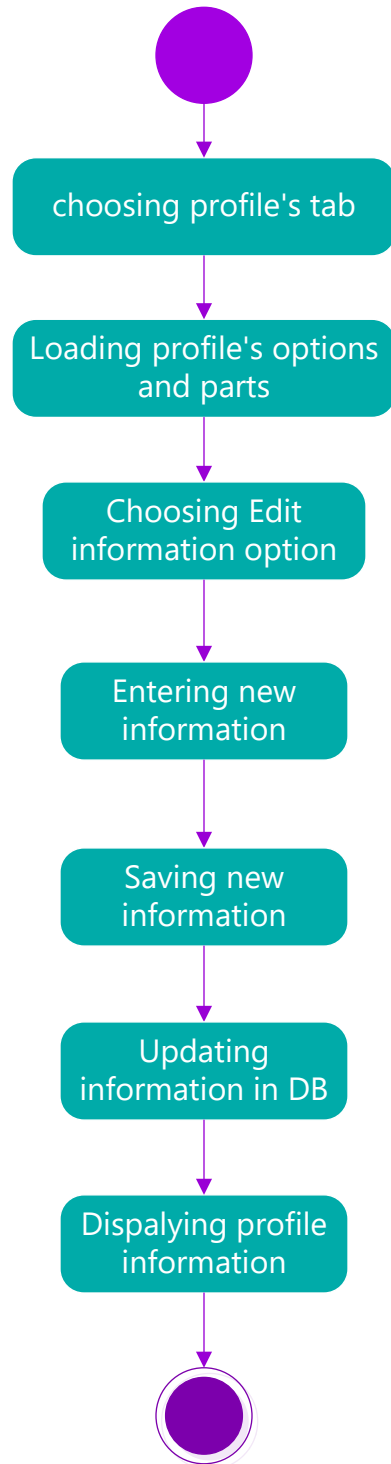 choosing profile's tab
Loading profile's options
and parts
Choosing Edit
information option
Entering new
information
Saving new
information
Updating
information in DB
Dispalying profile
information